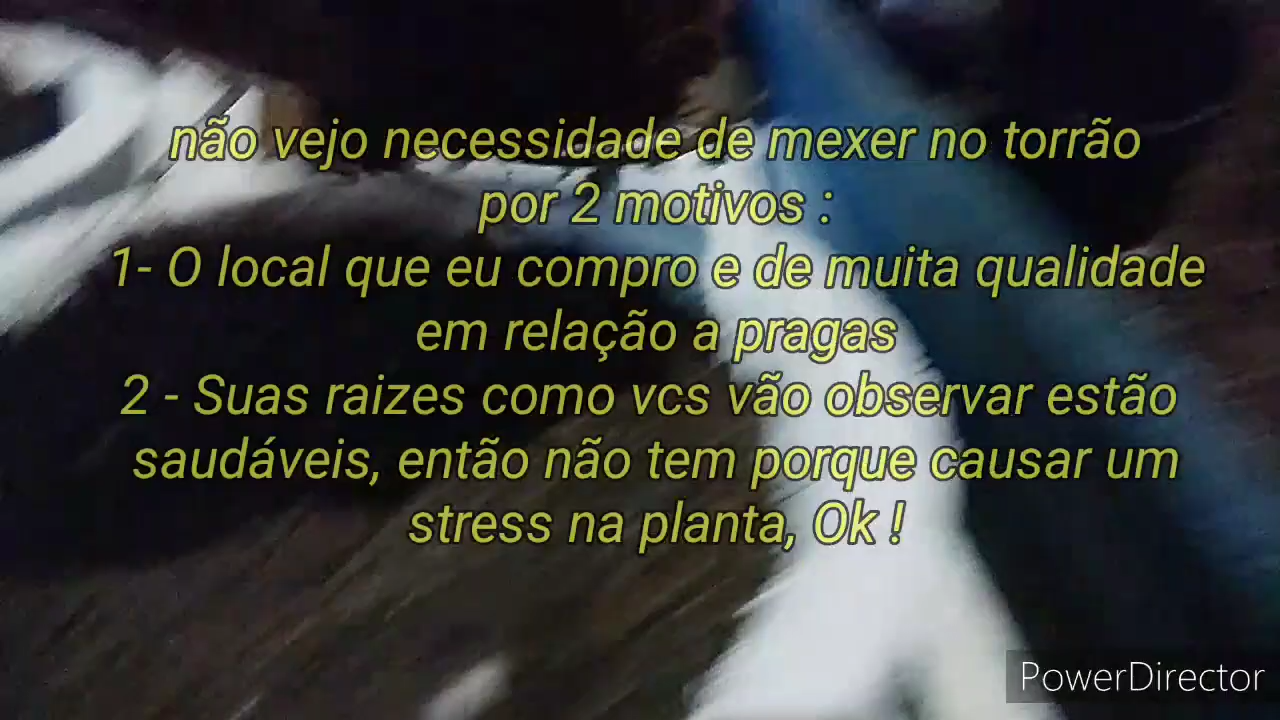 não vejo necessidade de mexer no torrão
por 2 motivos :
1- O local que eu compro e de muita qualidade
em relação a pragas
2 - Suas raizes como vcs vão observar estão
saudáveis, então não tem porque causar um
stress na planta, Ok !
PowerDirector